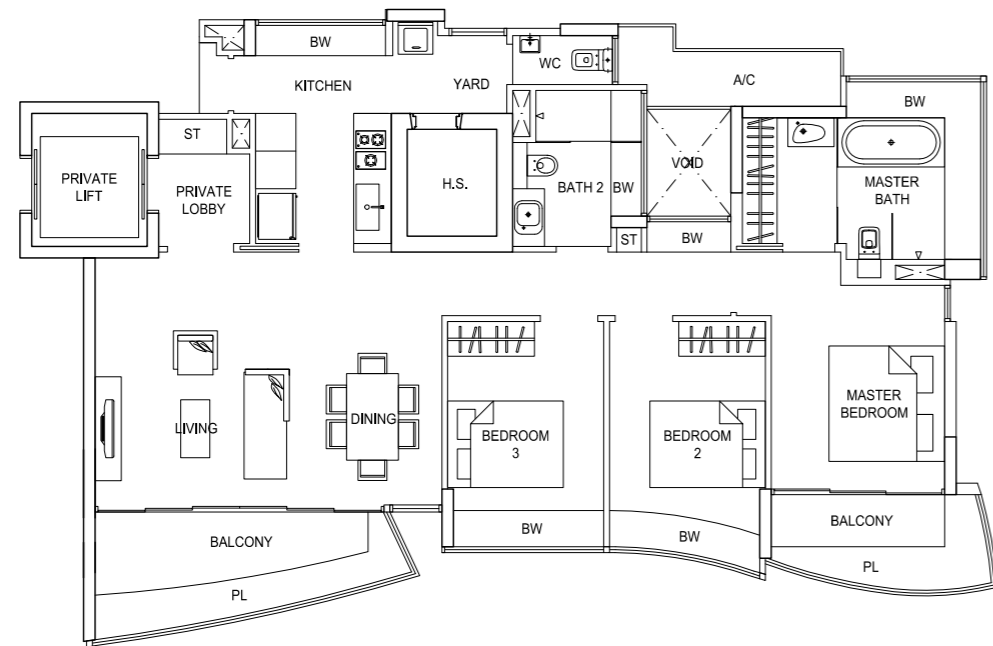 BW
WC
KITCHEN
YARD
A/C
BW
ST
PRIVATE
LIFT
PRIVATE
LOBBY
H.S.
BATH 2
BW
VOID
MASTER
BATH
ST
BW
LIVING
DINING
BEDROOM
3
BEDROOM
2
MASTER
BEDROOM
BALCONY
PL
BW
BW
BALCONY
PL